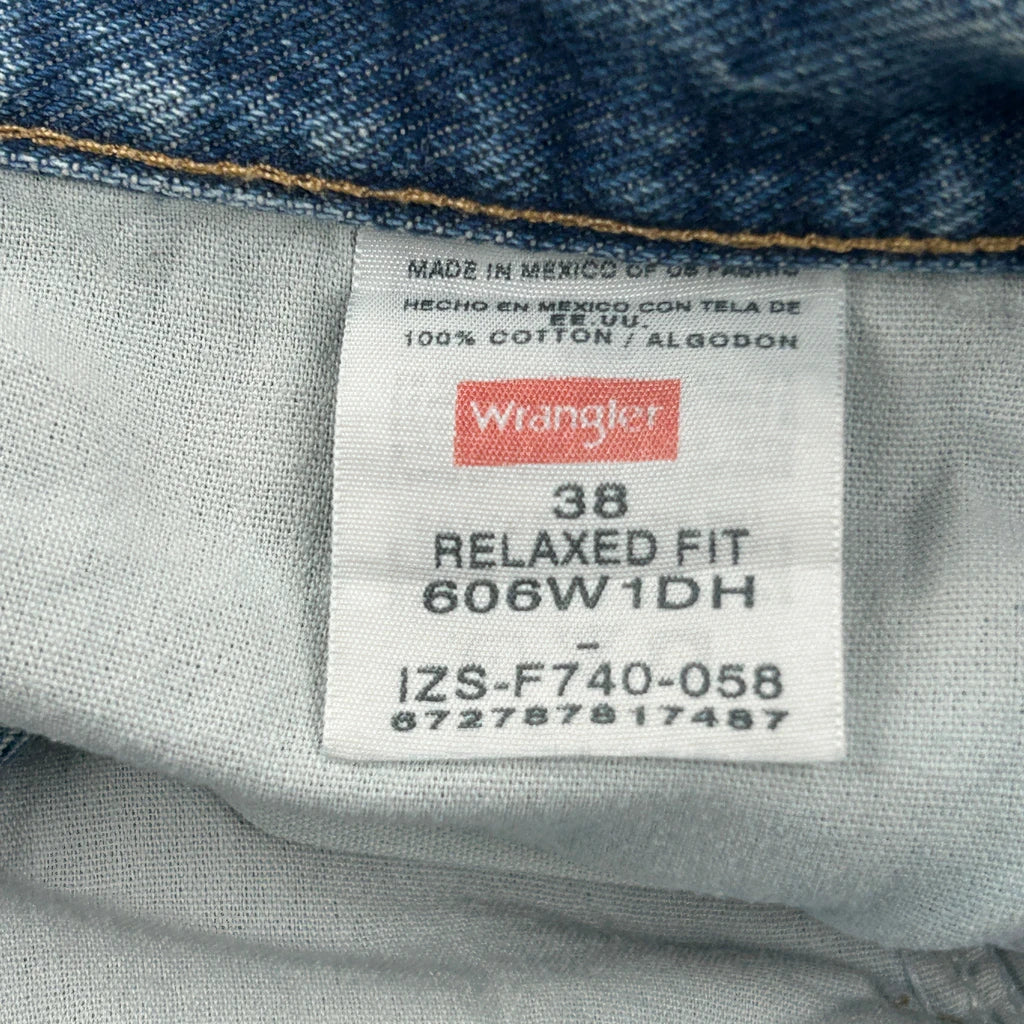 MADE IN MEXICO OF US FABRIC
HECHO EN MEXICO CON TELA DE
EE.UU.
100% COTTON / ALGODON
Wrangler
38
RELAXED FIT
606W1DH
-
IZS-F740-058
672787817487